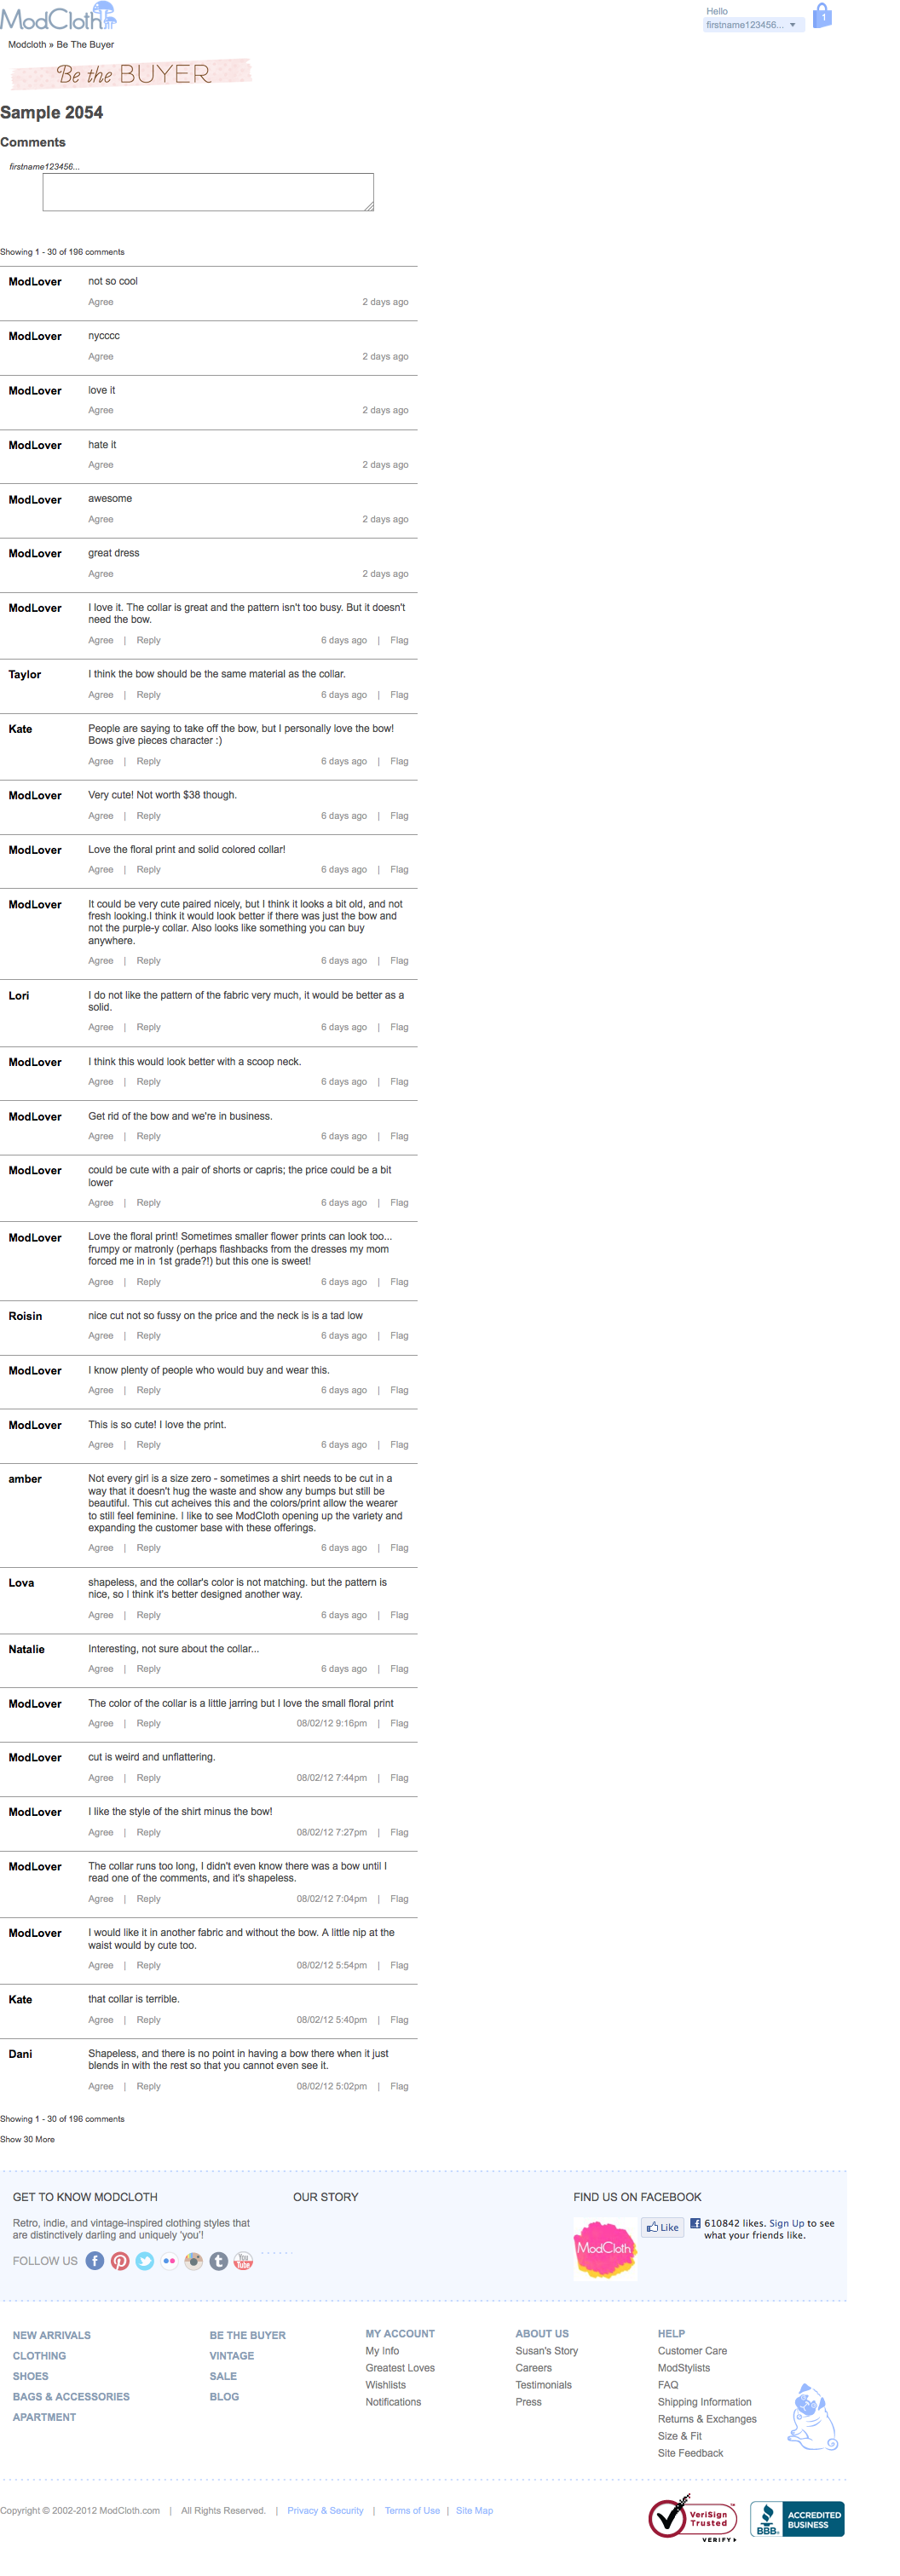 ModCloth
Hello
firstname123456...
1
Modcloth » Be The Buyer
Be the BUYER
Sample 2054
Comments
firstname123456...
Showing 1 - 30 of 196 comments
ModLover not so cool
Agree 2 days ago
ModLover nycccc
Agree 2 days ago
ModLover love it
Agree 2 days ago
ModLover hate it
Agree 2 days ago
ModLover awesome
Agree 2 days ago
ModLover great dress
Agree 2 days ago
ModLover I love it. The collar is great and the pattern isn't too busy. But it doesn't
need the bow.
Agree | Reply 6 days ago | Flag
Taylor I think the bow should be the same material as the collar.
Agree | Reply 6 days ago | Flag
Kate People are saying to take off the bow, but I personally love the bow!
Bows give pieces character :)
Agree | Reply 6 days ago | Flag
ModLover Very cute! Not worth $38 though.
Agree | Reply 6 days ago | Flag
ModLover Love the floral print and solid colored collar!
Agree | Reply 6 days ago | Flag
ModLover It could be very cute paired nicely, but I think it looks a bit old, and not
fresh looking.I think it would look better if there was just the bow and
not the purple-y collar. Also looks like something you can buy
anywhere.
Agree | Reply 6 days ago | Flag
Lori I do not like the pattern of the fabric very much, it would be better as a
solid.
Agree | Reply 6 days ago | Flag
ModLover I think this would look better with a scoop neck.
Agree | Reply 6 days ago | Flag
ModLover Get rid of the bow and we're in business.
Agree | Reply 6 days ago | Flag
ModLover could be cute with a pair of shorts or capris; the price could be a bit
lower
Agree | Reply 6 days ago | Flag
ModLover Love the floral print! Sometimes smaller flower prints can look too...
frumpy or matronly (perhaps flashbacks from the dresses my mom
forced me in in 1st grade?!) but this one is sweet!
Agree | Reply 6 days ago | Flag
Roisin nice cut not so fussy on the price and the neck is is a tad low
Agree | Reply 6 days ago | Flag
ModLover I know plenty of people who would buy and wear this.
Agree | Reply 6 days ago | Flag
ModLover This is so cute! I love the print.
Agree | Reply 6 days ago | Flag
amber Not every girl is a size zero - sometimes a shirt needs to be cut in a
way that it doesn't hug the waste and show any bumps but still be
beautiful. This cut acheives this and the colors/print allow the wearer
to still feel feminine. I like to see ModCloth opening up the variety and
expanding the customer base with these offerings.
Agree | Reply 6 days ago | Flag
Lova shapeless, and the collar's color is not matching. but the pattern is
nice, so I think it's better designed another way.
Agree | Reply 6 days ago | Flag
Natalie Interesting, not sure about the collar...
Agree | Reply 6 days ago | Flag
ModLover The color of the collar is a little jarring but I love the small floral print
Agree | Reply 08/02/12 9:16pm | Flag
ModLover cut is weird and unflattering.
Agree | Reply 08/02/12 7:44pm | Flag
ModLover I like the style of the shirt minus the bow!
Agree | Reply 08/02/12 7:27pm | Flag
ModLover The collar runs too long, I didn't even know there was a bow until I
read one of the comments, and it's shapeless.
Agree | Reply 08/02/12 7:04pm | Flag
ModLover I would like it in another fabric and without the bow. A little nip at the
waist would by cute too.
Agree | Reply 08/02/12 5:54pm | Flag
Kate that collar is terrible.
Agree | Reply 08/02/12 5:40pm | Flag
Dani Shapeless, and there is no point in having a bow there when it just
blends in with the rest so that you cannot even see it.
Agree | Reply 08/02/12 5:02pm | Flag
Showing 1 - 30 of 196 comments
Show 30 More
GET TO KNOW MODCLOTH
Retro, indie, and vintage-inspired clothing styles that
are distinctively darling and uniquely 'you'!
FOLLOW US f t You Tube
OUR STORY
FIND US ON FACEBOOK
ModCloth
Like
610842 likes. Sign Up to see
what your friends like.
NEW ARRIVALS
CLOTHING
SHOES
BAGS & ACCESSORIES
APARTMENT
BE THE BUYER
VINTAGE
SALE
BLOG
MY ACCOUNT
My Info
Greatest Loves
Wishlists
Notifications
ABOUT US
Susan's Story
Careers
Testimonials
Press
HELP
Customer Care
ModStylists
FAQ
Shipping Information
Returns & Exchanges
Size & Fit
Site Feedback
Copyright © 2002-2012 ModCloth.com | All Rights Reserved. | Privacy & Security | Terms of Use | Site Map
VeriSign
Trusted
VERIFY
BBB.
ACCREDITED
BUSINESS